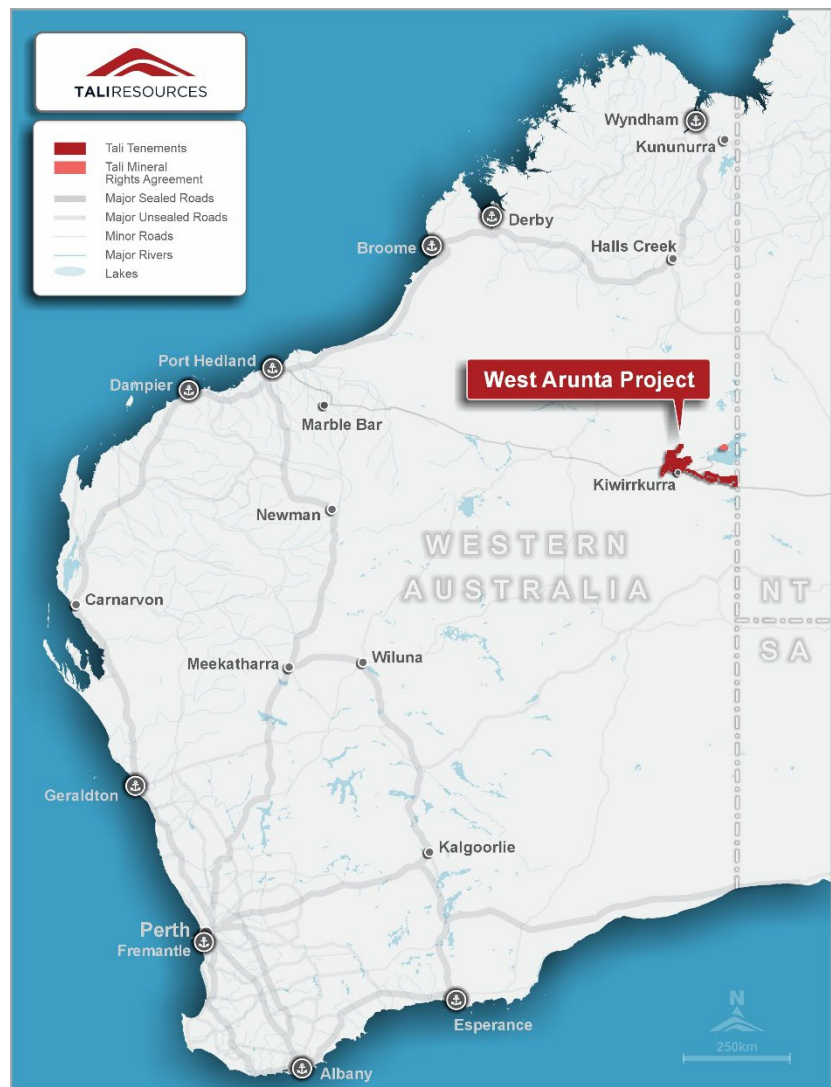 TALIRESOURCES
Tali Tenements
Tali Mineral
Rights Agreement
Major Sealed Roads
Major Unsealed Roads
Minor Roads
Major Rivers
Lakes
Wyndham
Kununurra
Derby
Broome
Halls Creek
Port Hedland
Dampier
Marble Bar
West Arunta Project
Kiwirrkurra
Newman
WESTERN
AUSTRALIA
NT
SA
Carnarvon
Meekatharra
Wiluna
Geraldton
Kalgoorlie
Perth
Fremantle
Esperance
Albany
N
250km